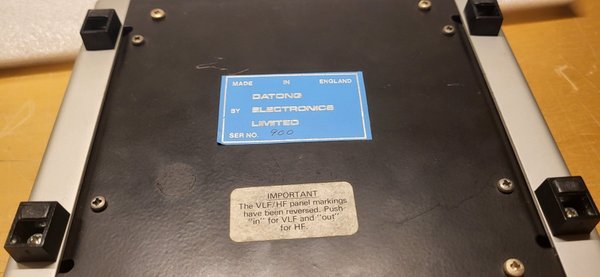 MADE IN ENGLAND
DATONG
BY ELECTRONICS
LIMITED
SER NO. 900
IMPORTANT
The VLF/HF panel markings
have been reversed. Push
"in" for VLF and "out"
for HF.